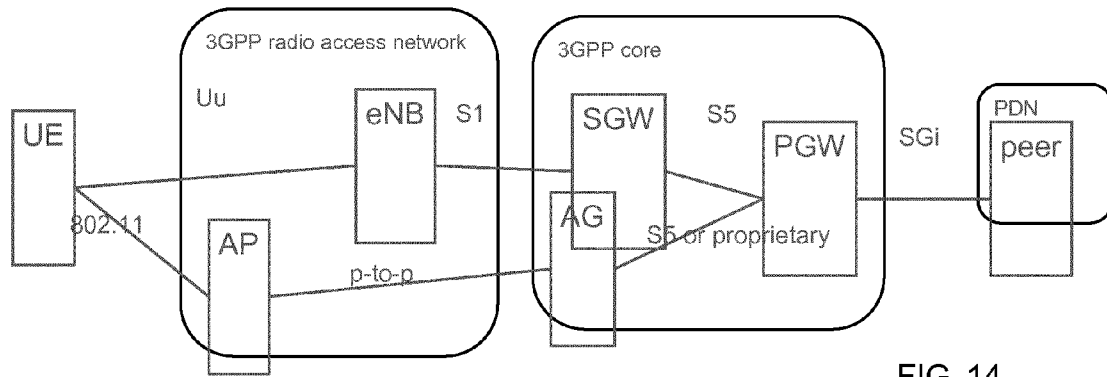 3GPP radio access network
3GPP core
Uu
eNB
S1
SGW
S5
PGW
SGi
PDN
peer
UE
802.11
AP
p-to-p
AG
S5 or proprietary
FIG. 14